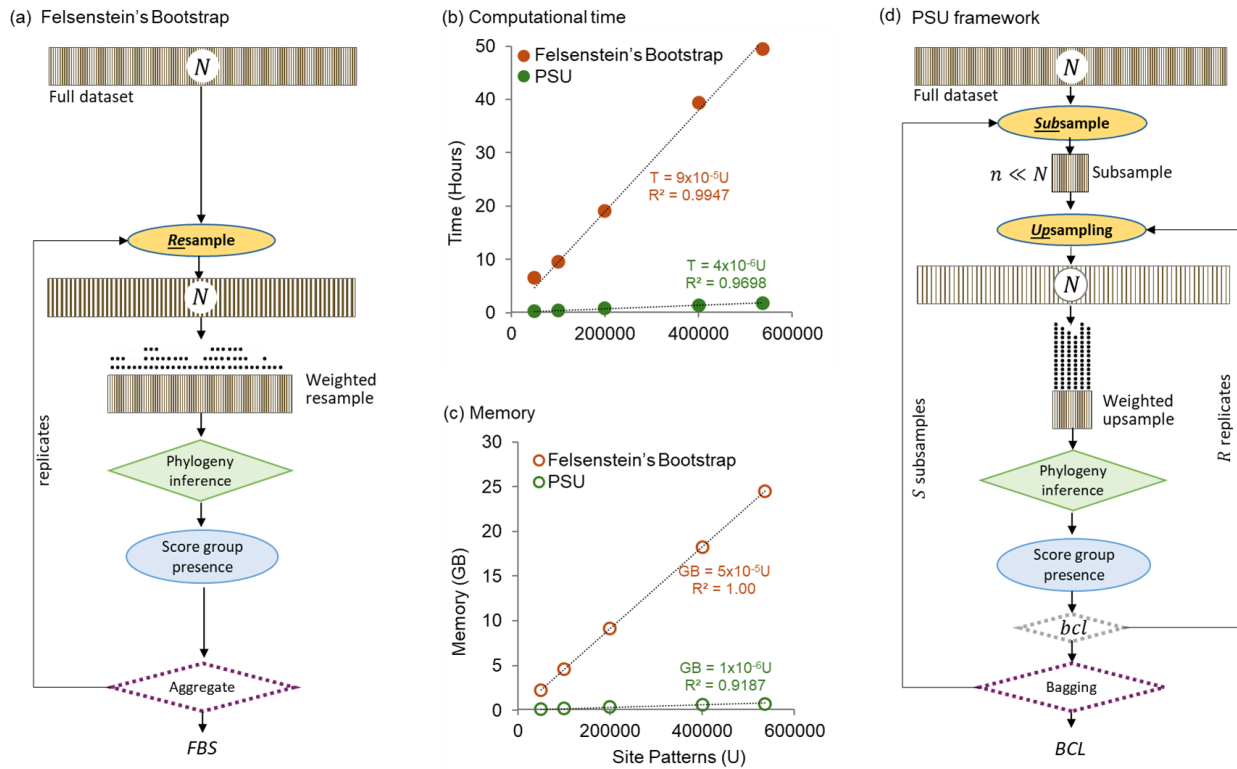 (a) Felsenstein's Bootstrap
N
Full dataset
Resample
N
Weighted
resample
replicates
Phylogeny
inference
Score group
presence
Aggregate
FBS
(b) Computational time
50
40
30
20
10
0
Time (Hours)
Felsenstein's Bootstrap
PSU
T = 9x10⁻⁵U
R² = 0.9947
T = 4x10⁻⁶U
R² = 0.9698
0
200000
400000
600000
(c) Memory
30
25
20
15
10
5
0
Memory (GB)
Felsenstein's Bootstrap
PSU
GB = 5x10⁻⁵U
R² = 1.00
GB = 1x10⁻⁶U
R² = 0.9187
0
200000
400000
600000
Site Patterns (U)
(d) PSU framework
N
Full dataset
Subsample
n ≪ N
Subsample
Upsampling
N
Weighted
upsample
S subsamples
R replicates
Phylogeny
inference
Score group
presence
bcl
Bagging
BCL